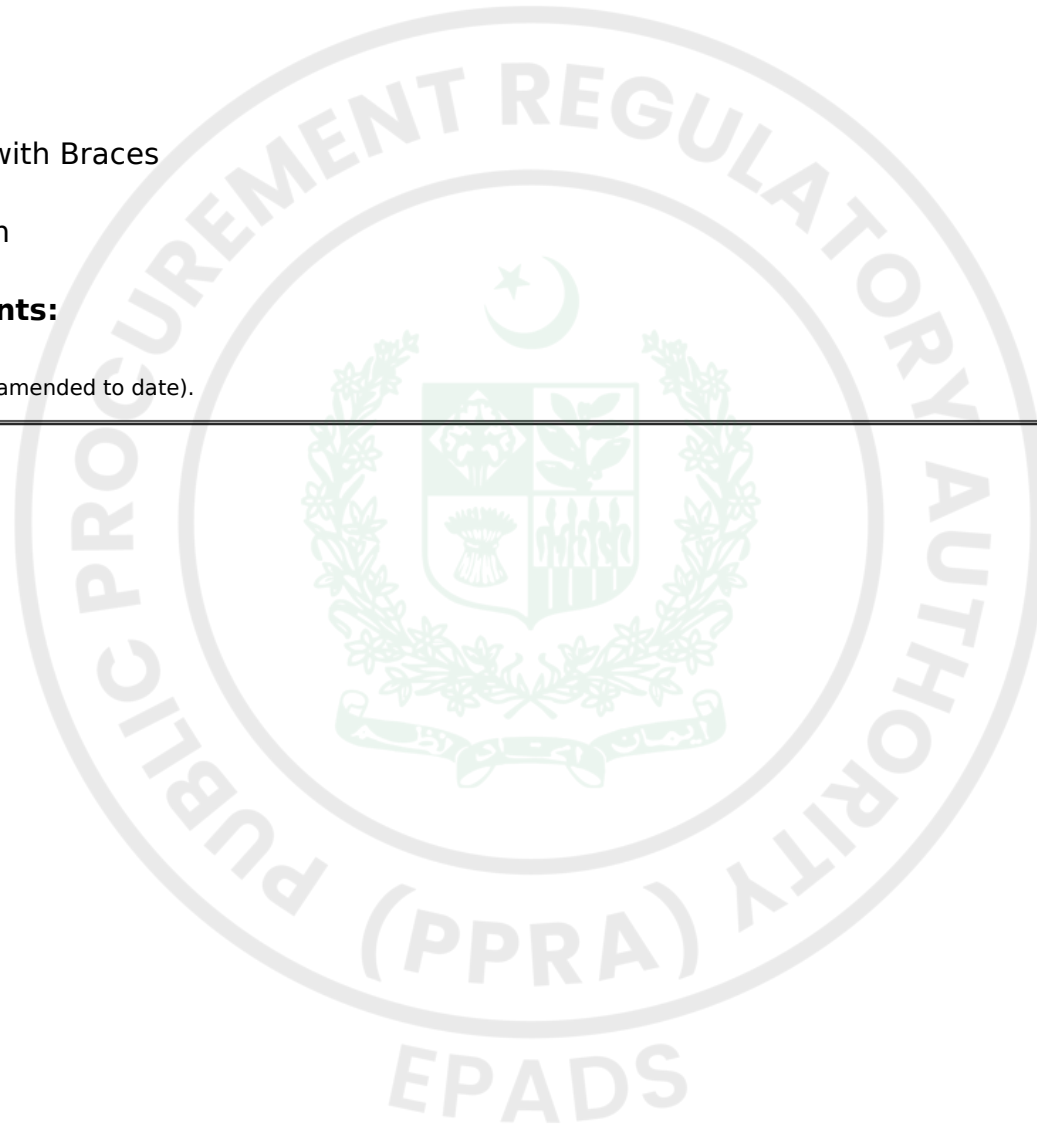 with Braces
nts:
amended to date).
PUBLIC PROCUREMENT REGULATORY AUTHORITY
(PPRA)
EPADS